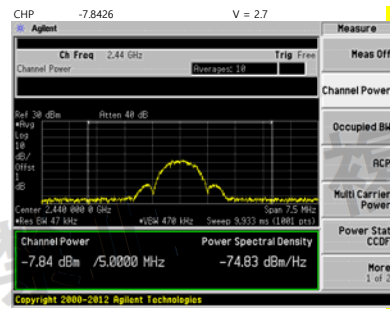 CHP -7.8426 V = 2.7
Agilent
Measure
Ch Freq 2.44 GHz Trig Free
Meas Off
Channel Power Averages: 10
Channel Power
Ref 30 dBm Atten 40 dB
#Avg
Log
10
dB/
Offst
1
dB
Occupied BW
ACP
Multi Carrier
Power
Center 2.440 000 0 GHz Span 7.5 MHz
#Res BW 47 kHz #VBW 470 kHz Sweep 9.933 ms (1001 pts)
Power Stat
CCDF
Channel Power Power Spectral Density
-7.84 dBm /5.0000 MHz -74.83 dBm/Hz
More
1 of 2
Copyright 2000-2012 Agilent Technologies